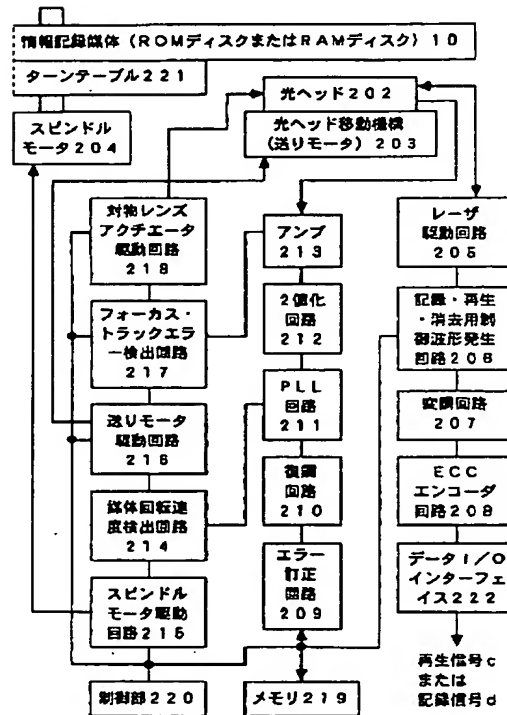 情報記録媒体（ROMディスクまたはRAMディスク）10
ターンテーブル221
スピンドル
モータ204
光ヘッド202
光ヘッド移動機構
（送りモータ）203
対物レンズ
アクチエータ
駆動回路
218
フォーカス・
トラックエラ
ー検出回路
217
送りモータ
駆動回路
216
媒体回転速
度検出回路
214
スピンドル
モータ駆動
回路215
制御部220
アンプ
213
2値化
回路
212
PLL
回路
211
復調
回路
210
エラー
訂正
回路
209
メモリ219
レーザ
駆動回路
205
記録・再生
・消去用制
御波形発生
回路206
変調回路
207
ECC
エンコーダ
回路208
データI/O
インターフェ
イス222
再生信号c
または
記録信号d